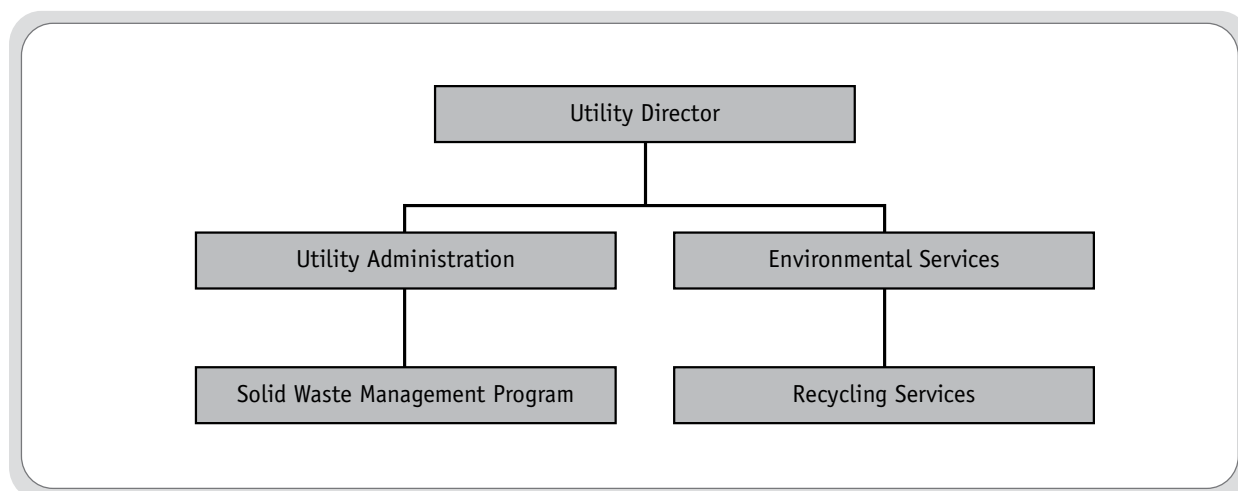 Utility Director
Utility Administration
Environmental Services
Solid Waste Management Program
Recycling Services